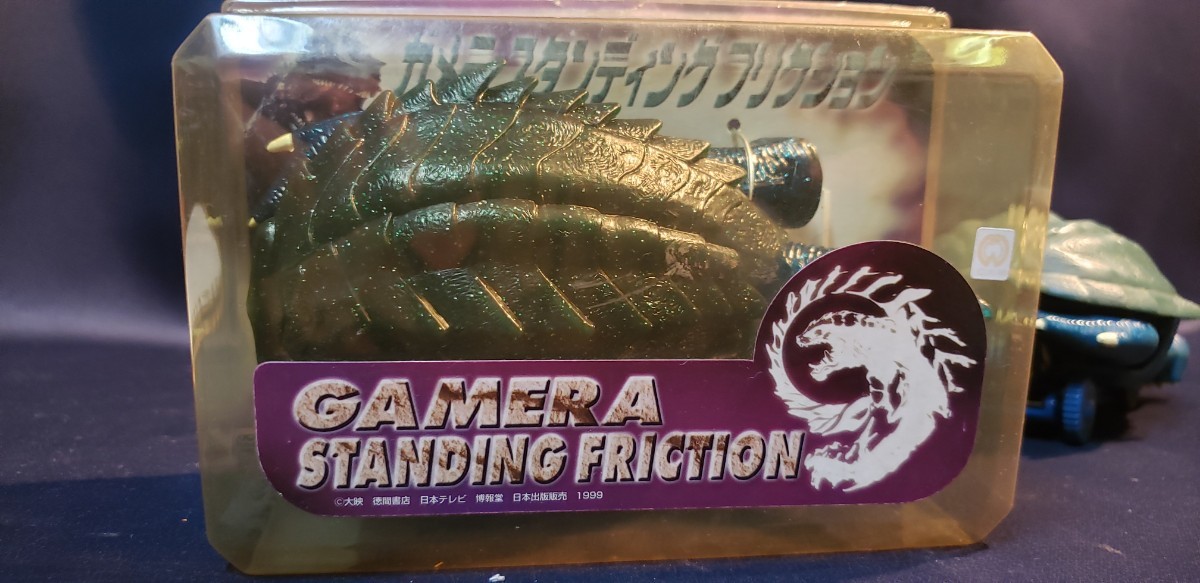 ガメラ スタンディング フリクション
GAMERA
STANDING FRICTION
©大映 徳間書店 日本テレビ 博報堂 日本出版販売 1999